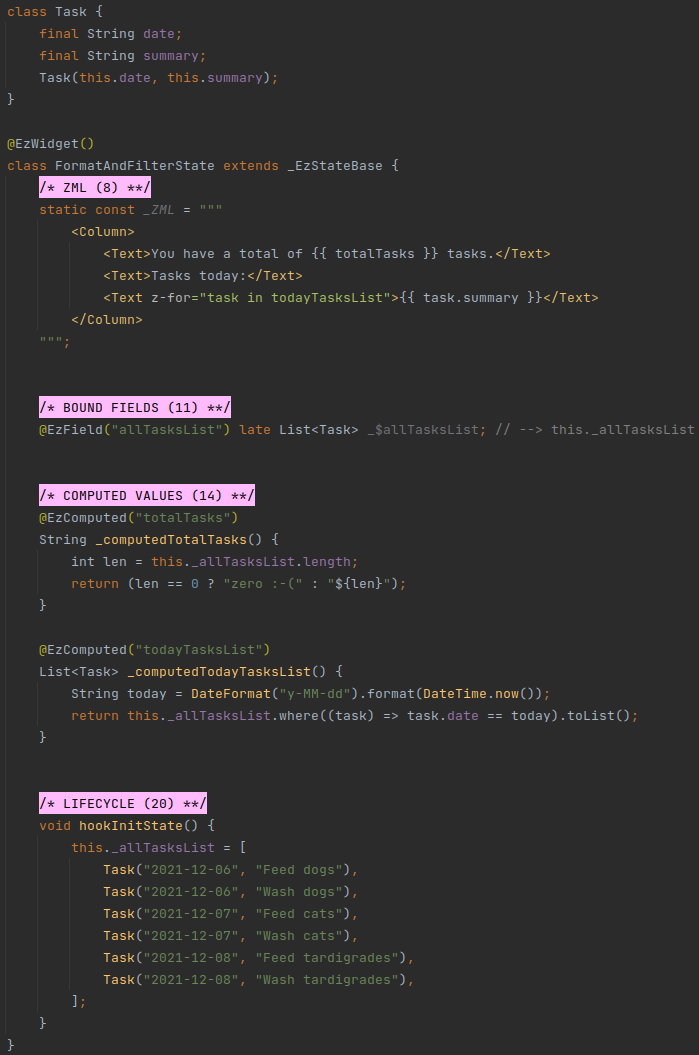 class Task {
    final String date;
    final String summary;
    Task(this.date, this.summary);
}
@EzWidget()
class FormatAndFilterState extends _EzStateBase {
    /* ZML (8) **/
    static const _ZML = """
        <Column>
            <Text>You have a total of {{ totalTasks }} tasks.</Text>
            <Text>Tasks today:</Text>
            <Text z-for="task in todayTasksList">{{ task.summary }}</Text>
        </Column>
    """;
    /* BOUND FIELDS (11) **/
    @EzField("allTasksList") late List<Task> _$allTasksList; // --> this._allTasksList
    /* COMPUTED VALUES (14) **/
    @EzComputed("totalTasks")
    String _computedTotalTasks() {
        int len = this._allTasksList.length;
        return (len == 0 ? "zero :-(" : "${len}");
    }
    @EzComputed("todayTasksList")
    List<Task> _computedTodayTasksList() {
        String today = DateFormat("y-MM-dd").format(DateTime.now());
        return this._allTasksList.where((task) => task.date == today).toList();
    }
    /* LIFECYCLE (20) **/
    void hookInitState() {
        this._allTasksList = [
            Task("2021-12-06", "Feed dogs"),
            Task("2021-12-06", "Wash dogs"),
            Task("2021-12-07", "Feed cats"),
            Task("2021-12-07", "Wash cats"),
            Task("2021-12-08", "Feed tardigrades"),
            Task("2021-12-08", "Wash tardigrades"),
        ];
    }
}